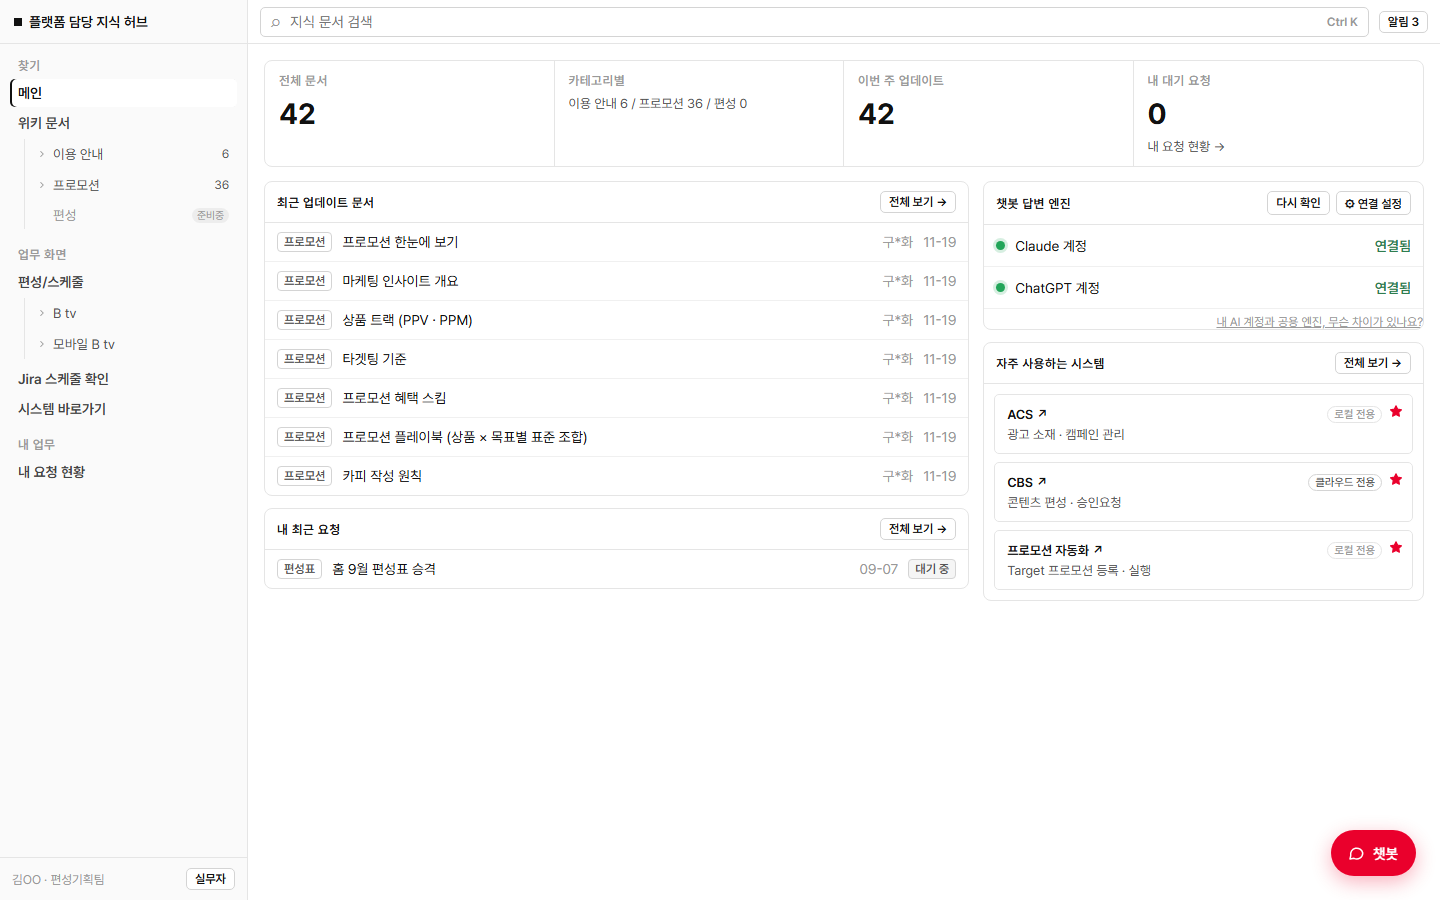 플랫폼 담당 지식 허브
지식 문서 검색
Ctrl K
알림 3
찾기
메인
위키 문서
이용 안내 6
프로모션 36
편성 준비중
업무 화면
편성/스케줄
B tv
모바일 B tv
Jira 스케줄 확인
시스템 바로가기
내 업무
내 요청 현황
김OO · 편성기획팀
실무자
전체 문서
42
카테고리별
이용 안내 6 / 프로모션 36 / 편성 0
이번 주 업데이트
42
내 대기 요청
0
내 요청 현황 →
최근 업데이트 문서
전체 보기 →
프로모션 프로모션 한눈에 보기 구*화 11-19
프로모션 마케팅 인사이트 개요 구*화 11-19
프로모션 상품 트랙 (PPV · PPM) 구*화 11-19
프로모션 타겟팅 기준 구*화 11-19
프로모션 프로모션 혜택 스킴 구*화 11-19
프로모션 프로모션 플레이북 (상품 × 목표별 표준 조합) 구*화 11-19
프로모션 카피 작성 원칙 구*화 11-19
내 최근 요청
전체 보기 →
편성표 홈 9월 편성표 승격 09-07 대기 중
챗봇 답변 엔진
다시 확인
⚙ 연결 설정
Claude 계정 연결됨
ChatGPT 계정 연결됨
내 AI 계정과 공용 엔진, 무슨 차이가 있나요?
자주 사용하는 시스템
전체 보기 →
ACS ↗ 로컬 전용 ★
광고 소재 · 캠페인 관리
CBS ↗ 클라우드 전용 ★
콘텐츠 편성 · 승인요청
프로모션 자동화 ↗ 로컬 전용 ★
Target 프로모션 등록 · 실행
챗봇